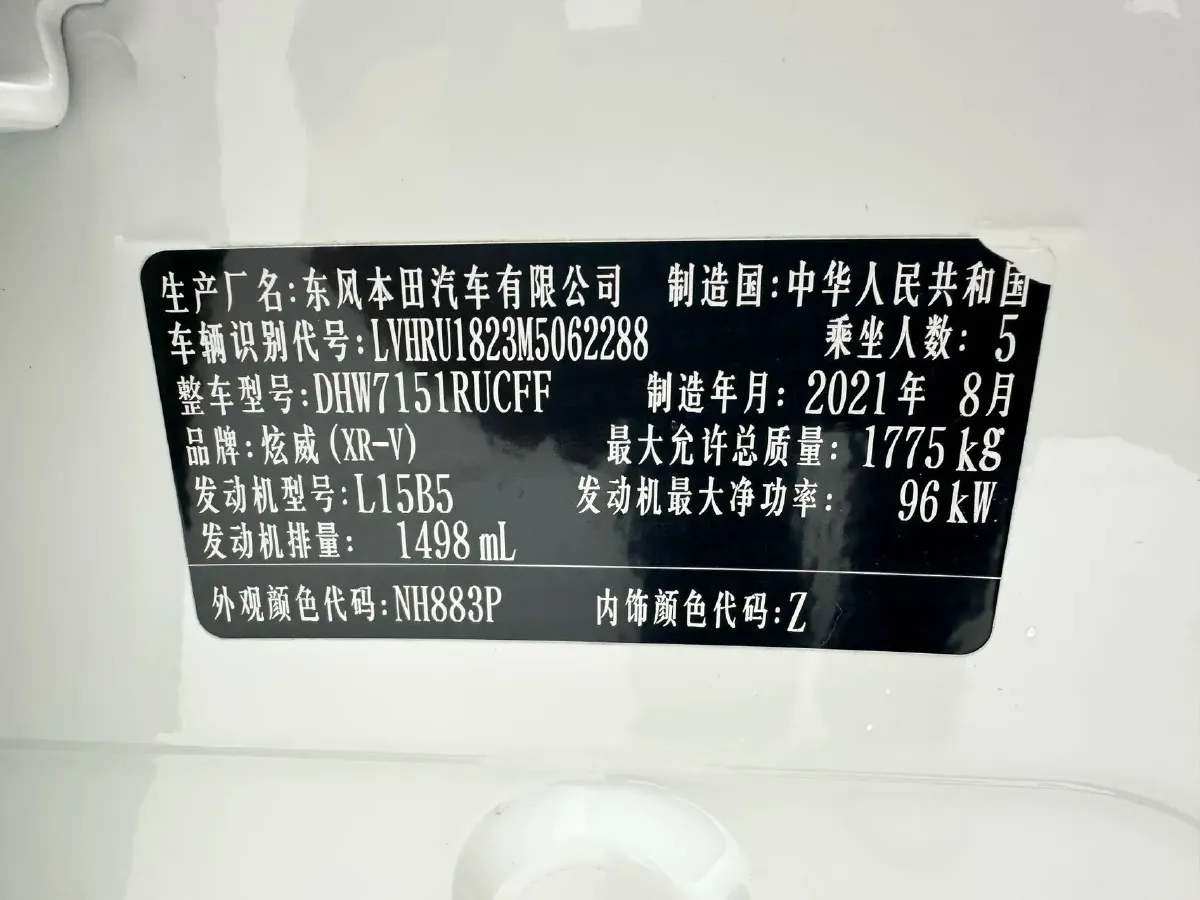 生产厂名:东风本田汽车有限公司 制造国:中华人民共和国
车辆识别代号:LVHRU1823M5062288 乘坐人数: 5
整车型号:DHW7151RUCFF 制造年月: 2021年 8月
品牌:炫威(XR-V) 最大允许总质量: 1775 kg
发动机型号:L15B5 发动机最大净功率: 96 kW
发动机排量: 1498 mL
外观颜色代码:NH883P 内饰颜色代码:Z